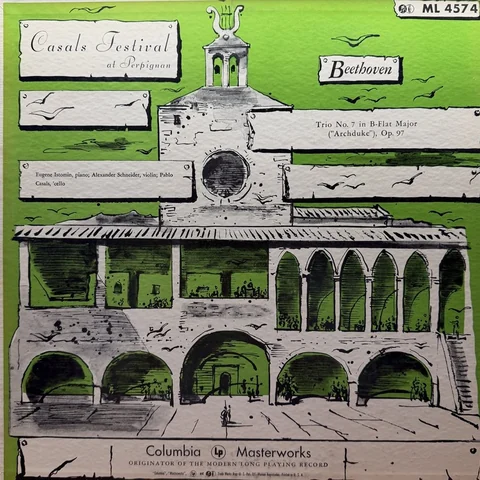 ML 4574
Casals Festival
at Perpignan
Beethoven
Trio No. 7 in B-Flat Major
("Archduke"), Op. 97
Eugene Istomin, piano; Alexander Schneider, violin; Pablo
Casals, 'cello
Columbia Lp Masterworks
ORIGINATOR OF THE MODERN LONG PLAYING RECORD